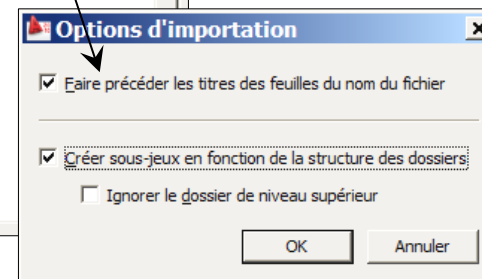 Options d'importation
Faire précéder les titres des feuilles du nom du fichier
Créer sous-jeux en fonction de la structure des dossiers
Ignorer le dossier de niveau supérieur
OK
Annuler